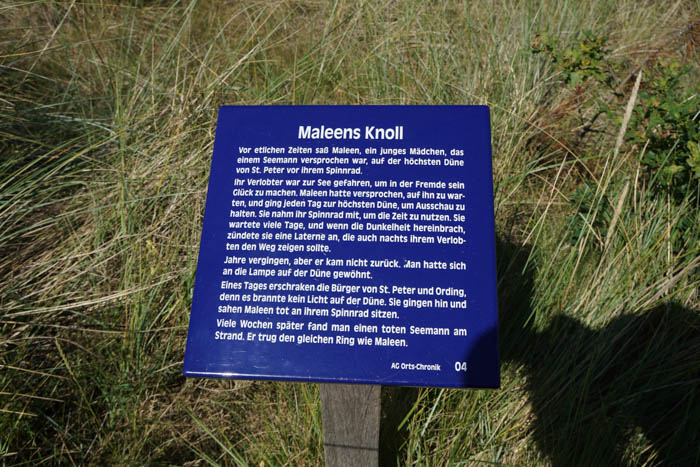 Maleens Knoll
Vor etlichen Zeiten saß Maleen, ein junges Mädchen, das
einem Seemann versprochen war, auf der höchsten Düne
von St. Peter vor ihrem Spinnrad.
Ihr Verlobter war zur See gefahren, um in der Fremde sein
Glück zu machen. Maleen hatte versprochen, auf ihn zu war-
ten, und ging jeden Tag zur höchsten Düne, um Ausschau zu
halten. Sie nahm ihr Spinnrad mit, um die Zeit zu nutzen. Sie
wartete viele Tage, und wenn die Dunkelheit hereinbrach,
zündete sie eine Laterne an, die auch nachts ihrem Verlob-
ten den Weg zeigen sollte.
Jahre vergingen, aber er kam nicht zurück. Man hatte sich
an die Lampe auf der Düne gewöhnt.
Eines Tages erschraken die Bürger von St. Peter und Ording,
denn es brannte kein Licht auf der Düne. Sie gingen hin und
sahen Maleen tot an ihrem Spinnrad sitzen.
Viele Wochen später fand man einen toten Seemann am
Strand. Er trug den gleichen Ring wie Maleen.
AG Orts-Chronik 04